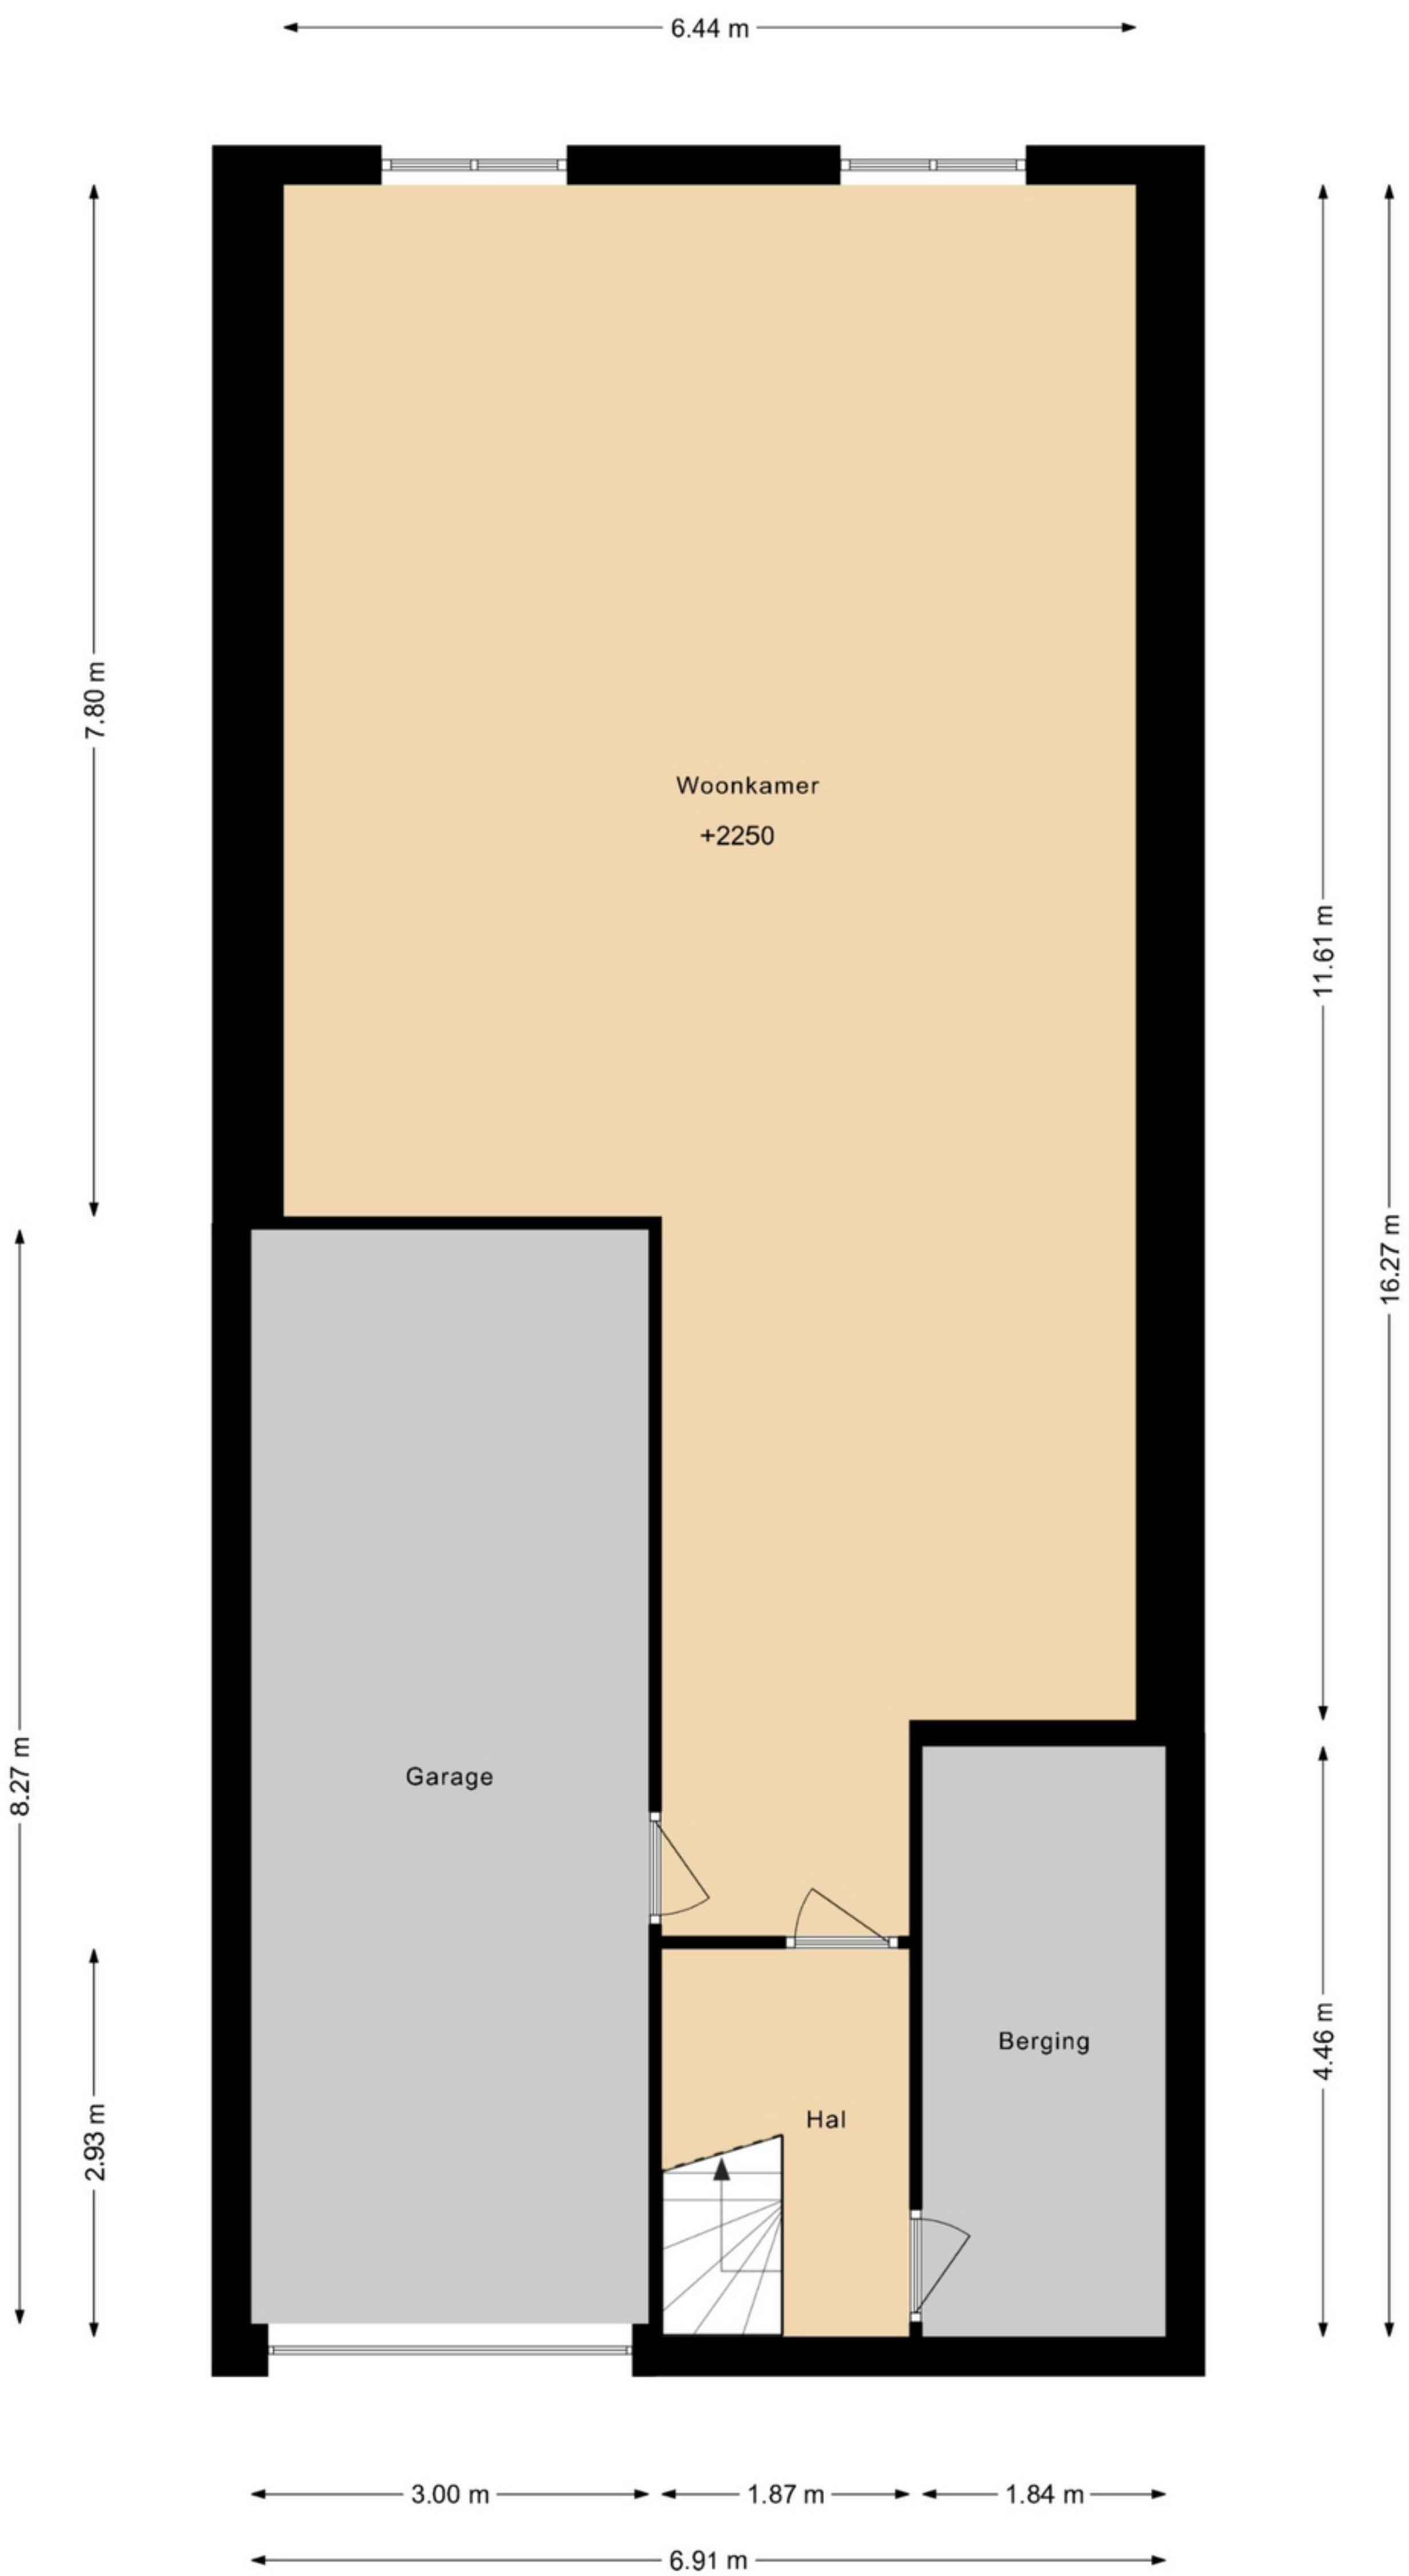 6.44 m
7.80 m
Woonkamer
+2250
11.61 m
16.27 m
8.27 m
Garage
2.93 m
Hal
Berging
4.46 m
3.00 m
1.87 m
1.84 m
6.91 m